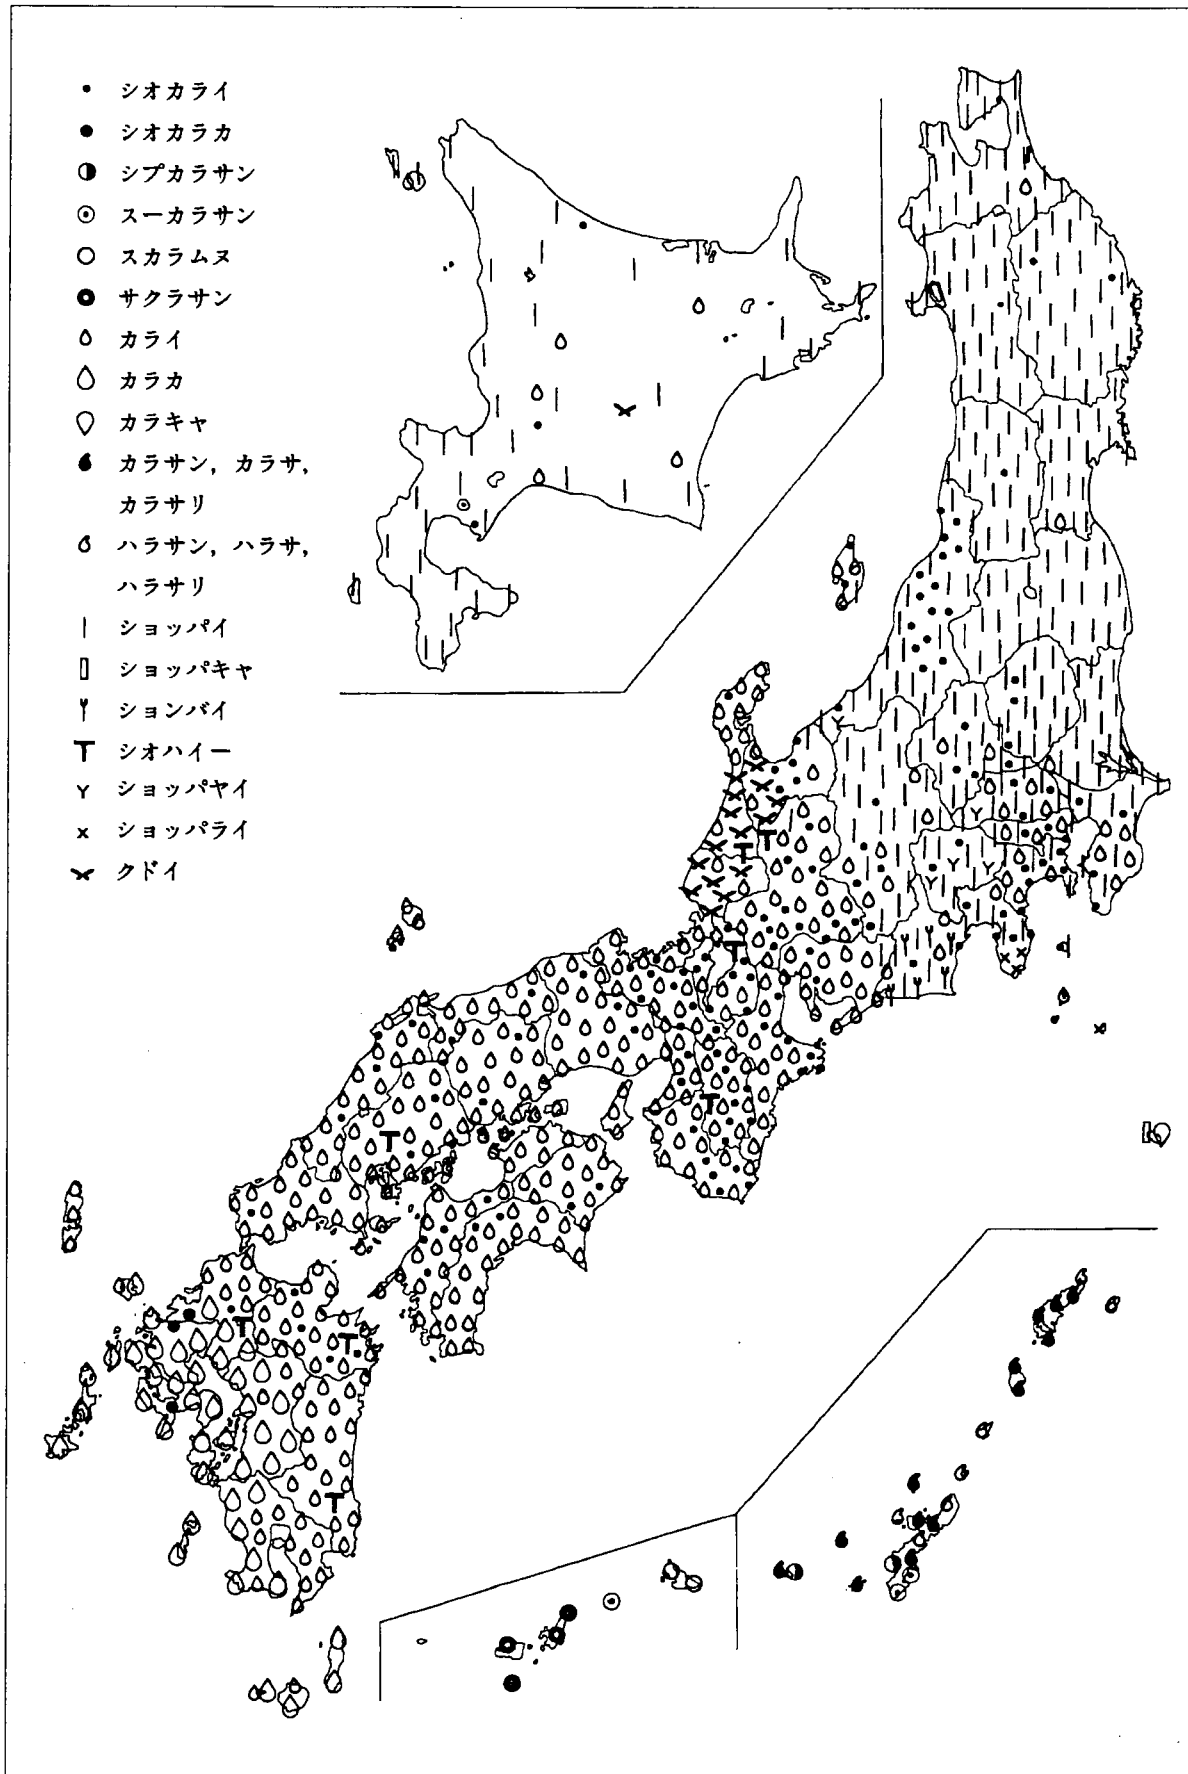 シオカライ
シオカラカ
シプカラサン
スーカラサン
スカラムヌ
サクラサン
カライ
カラカ
カラキャ
カラサン，カラサ，
カラサリ
ハラサン，ハラサ，
ハラサリ
ショッパイ
ショッパキャ
ションバイ
シオハイー
ショッパヤイ
ショッパライ
クドイ